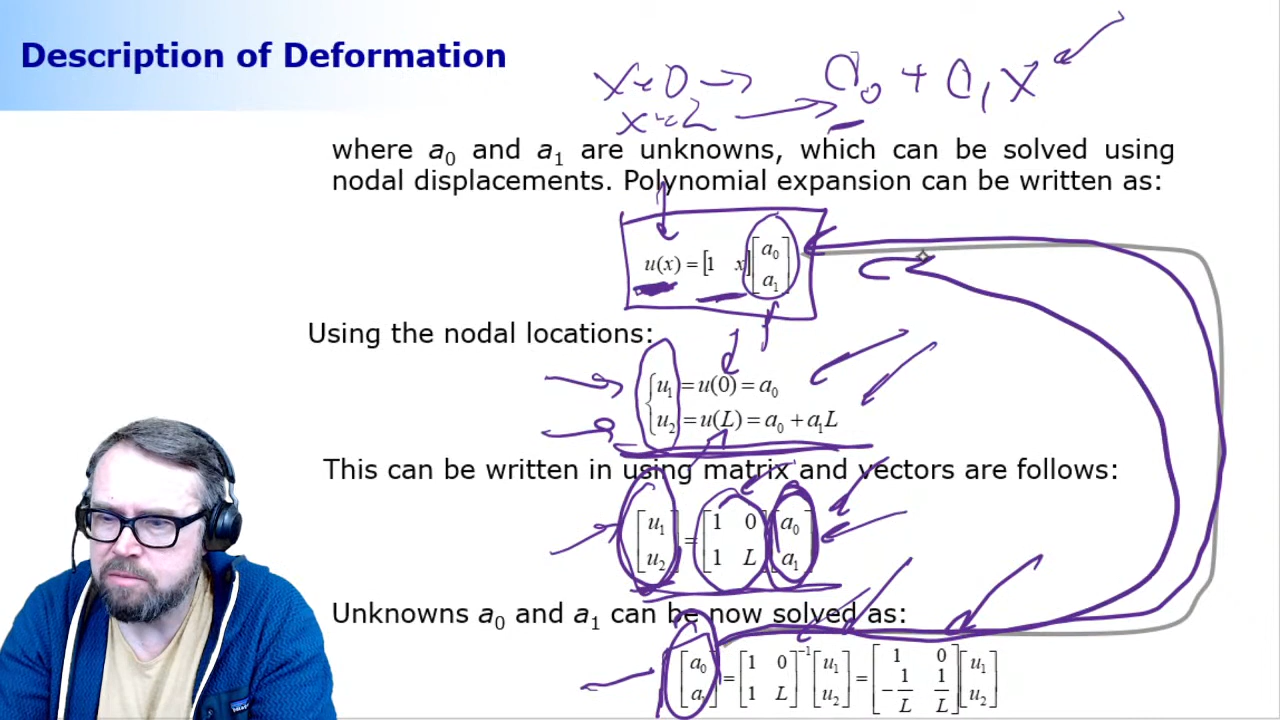 Description of Deformation
x=0 → a₀ + a₁x
x=L →
where a₀ and a₁ are unknowns, which can be solved using
nodal displacements. Polynomial expansion can be written as:
u(x) = [1 x] [a₀ a₁]
Using the nodal locations:
u₁ = u(0) = a₀
u₂ = u(L) = a₀ + a₁L
This can be written in using matrix and vectors are follows:
[u₁ u₂] = [1 0; 1 L] [a₀ a₁]
Unknowns a₀ and a₁ can be now solved as:
[a₀ a₁] = [1 0; 1 L]⁻¹ [u₁ u₂] = [1 0; -1/L 1/L] [u₁ u₂]